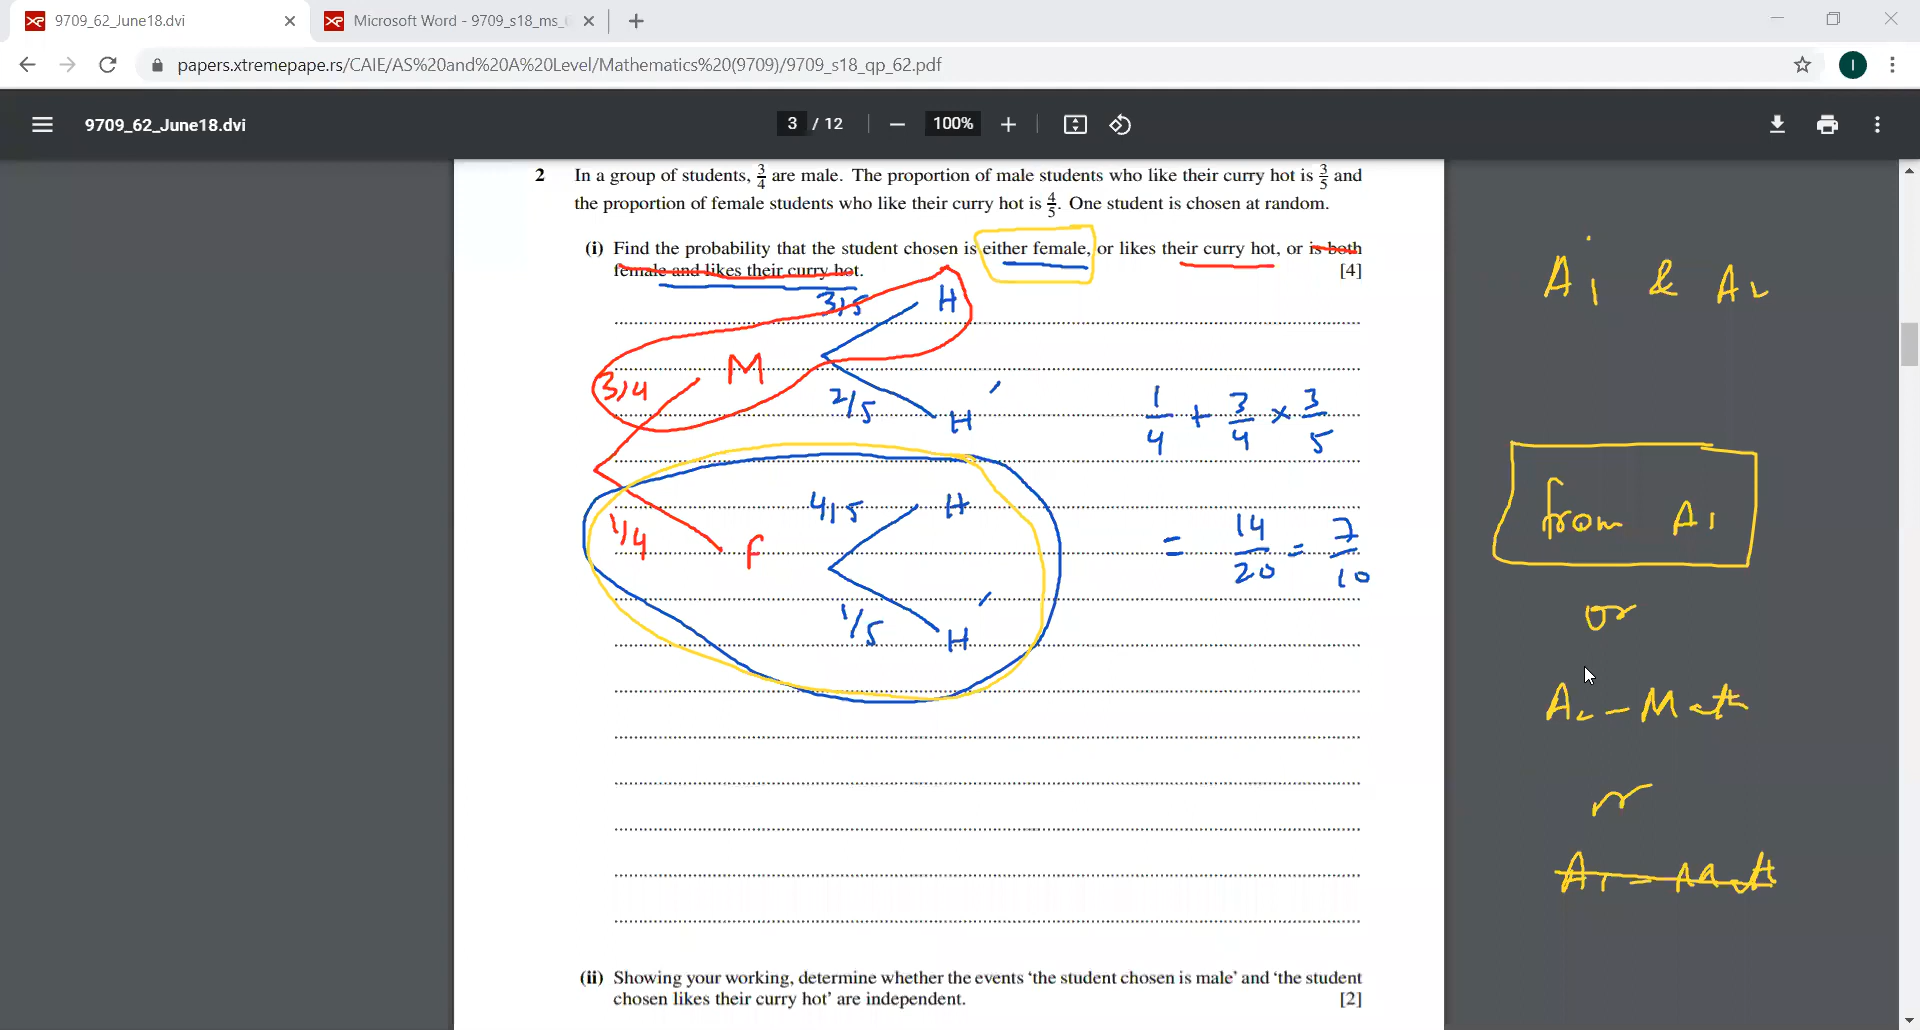 9709_62_June18.dvi
Microsoft Word - 9709_s18_ms_
papers.xtremepape.rs/CAIE/AS%20and%20A%20Level/Mathematics%20(9709)/9709_s18_qp_62.pdf
I
9709_62_June18.dvi
3 / 12
100%
2 In a group of students, 3/4 are male. The proportion of male students who like their curry hot is 3/5 and
the proportion of female students who like their curry hot is 4/5. One student is chosen at random.
(i) Find the probability that the student chosen is either female, or likes their curry hot, or is both
female and likes their curry hot. [4]
3/5 H
3/4 M
2/5 H'
1/4 F
4/5 H
1/5 H'
1/4 + 3/4 × 3/5
= 14/20 = 7/10
A1 & A2
from A1
or
A2 - Math
or
A1 - Math
(ii) Showing your working, determine whether the events ‘the student chosen is male’ and ‘the student
chosen likes their curry hot’ are independent. [2]